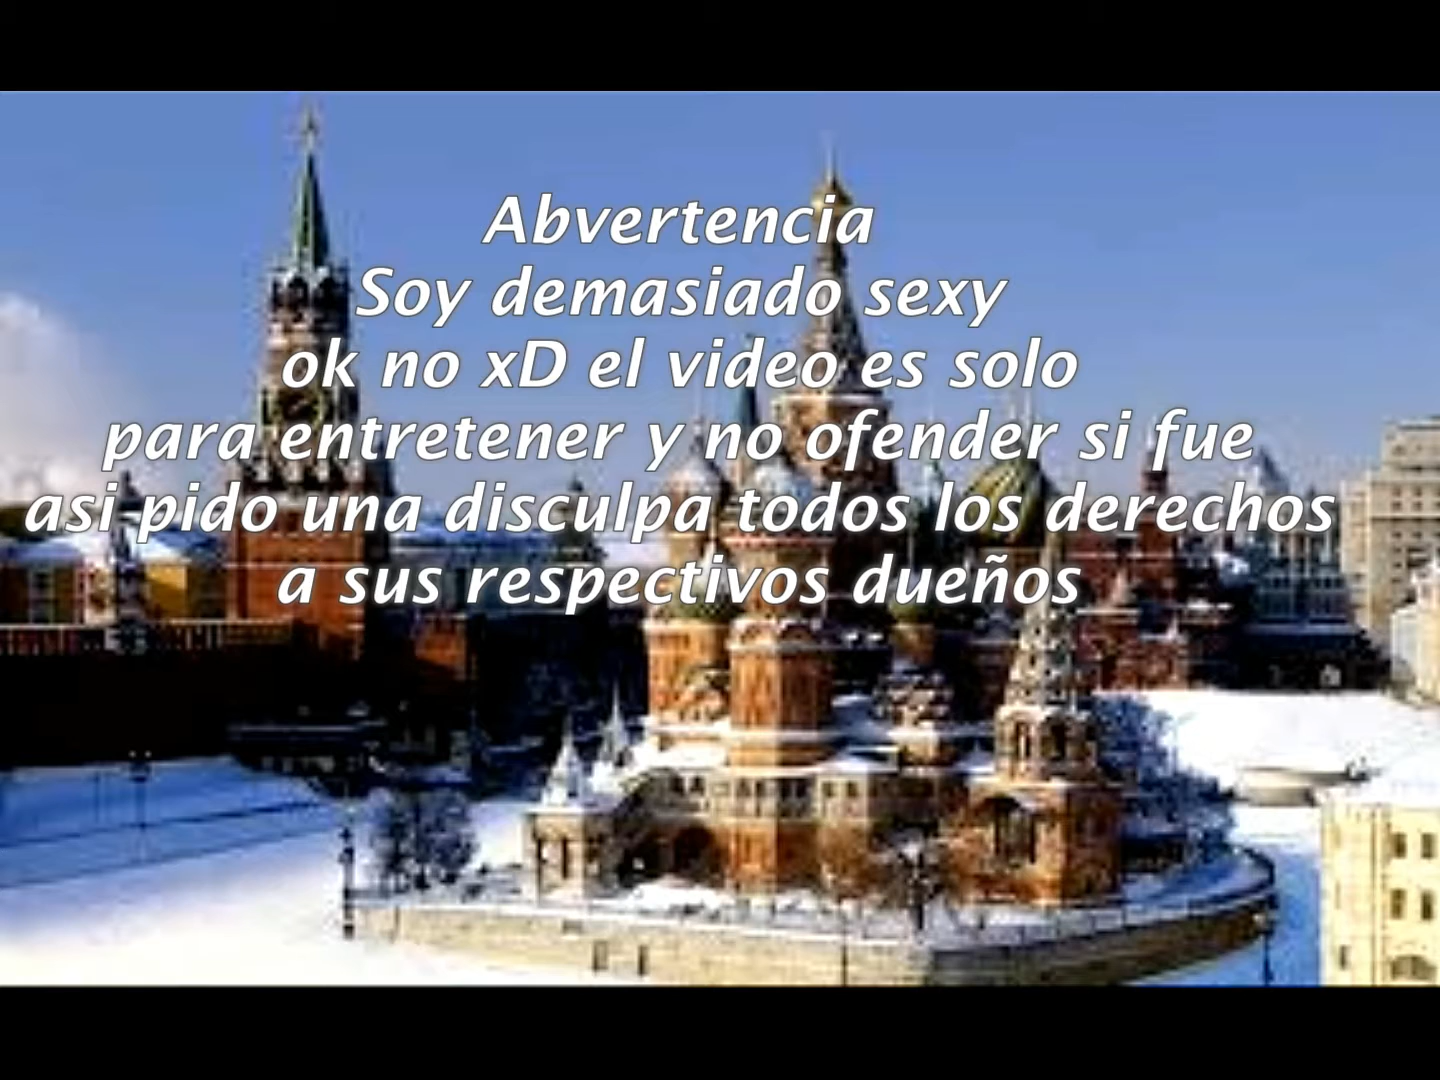 Abvertencia
Soy demasiado sexy
ok no xD el video es solo
para entretener y no ofender si fue
asi pido una disculpa todos los derechos
a sus respectivos dueños